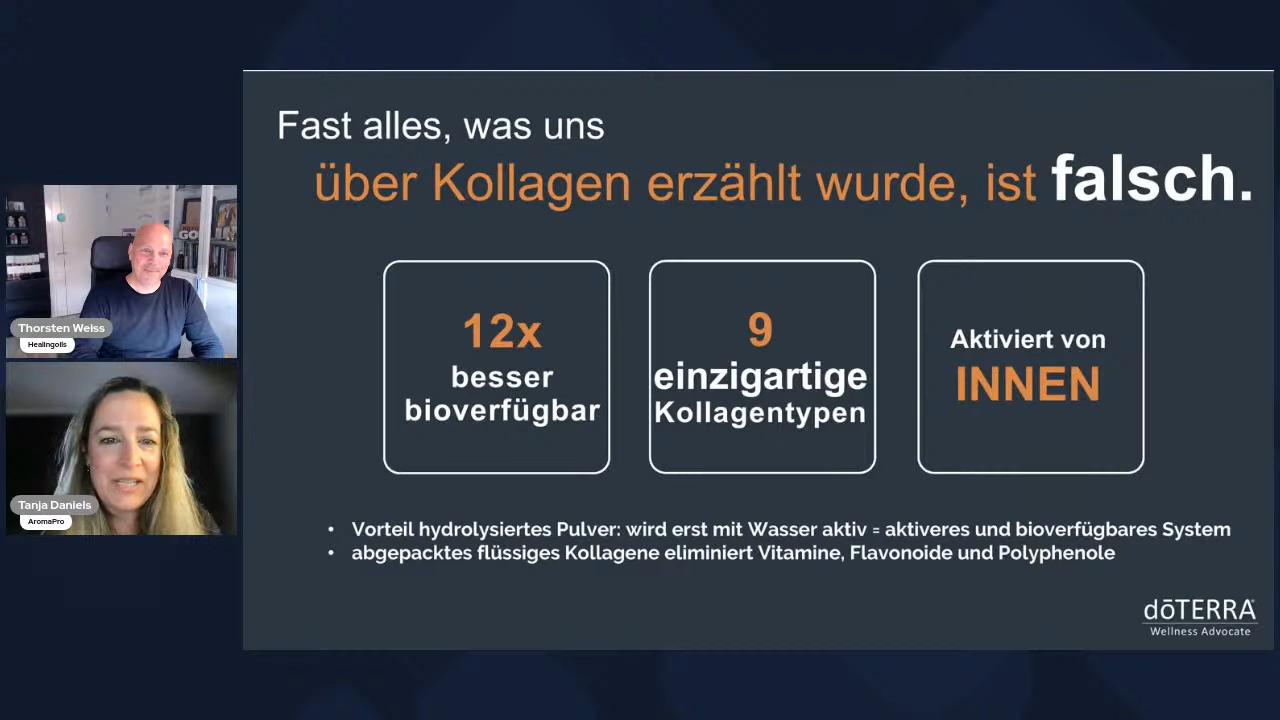 Fast alles, was uns
über Kollagen erzählt wurde, ist falsch.
12x
besser
bioverfügbar
9
einzigartige
Kollagentypen
Aktiviert von
INNEN
• Vorteil hydrolysiertes Pulver: wird erst mit Wasser aktiv = aktiveres und bioverfügbares System
• abgepacktes flüssiges Kollagene eliminiert Vitamine, Flavonoide und Polyphenole
dōTERRA
Wellness Advocate
GO
Thorsten Weiss
Healingoils
Tanja Daniels
AromaPro